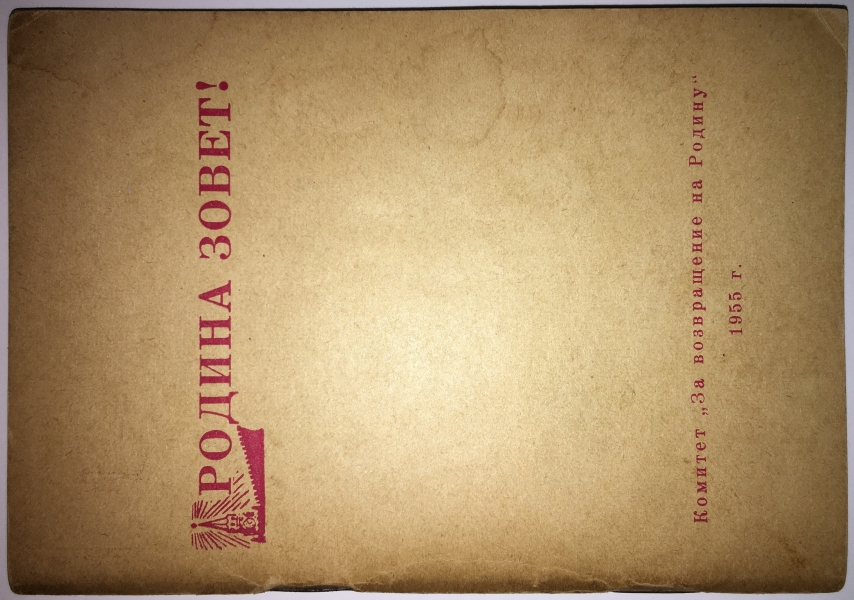 РОДИНА ЗОВЕТ!
Комитет „За возвращение на Родину“
1955 г.